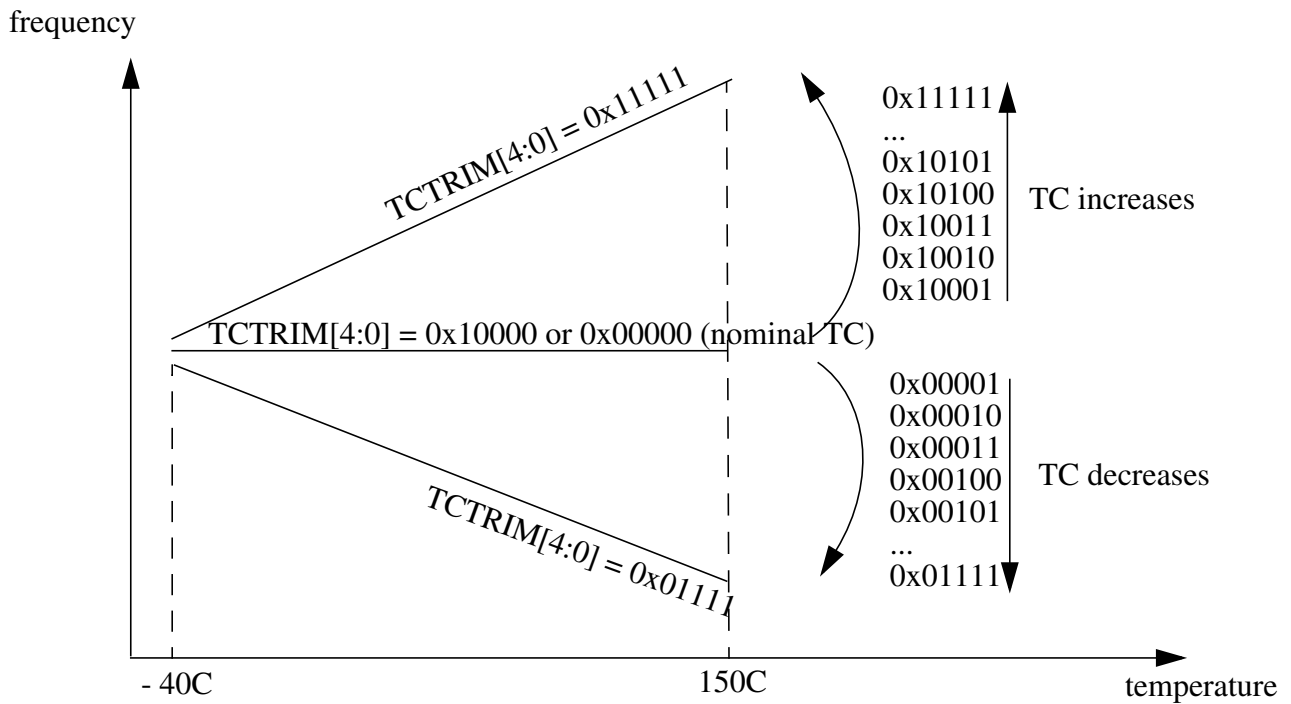 frequency
TCTRIM[4:0] = 0x11111
0x11111
...
0x10101
0x10100
0x10011
0x10010
0x10001
TC increases
TCTRIM[4:0] = 0x10000 or 0x00000 (nominal TC)
0x00001
0x00010
0x00011
0x00100
0x00101
...
0x01111
TC decreases
TCTRIM[4:0] = 0x01111
- 40C
150C
temperature